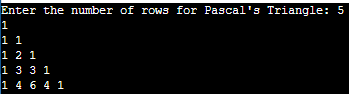 Enter the number of rows for Pascal's Triangle: 5
1
1 1
1 2 1
1 3 3 1
1 4 6 4 1